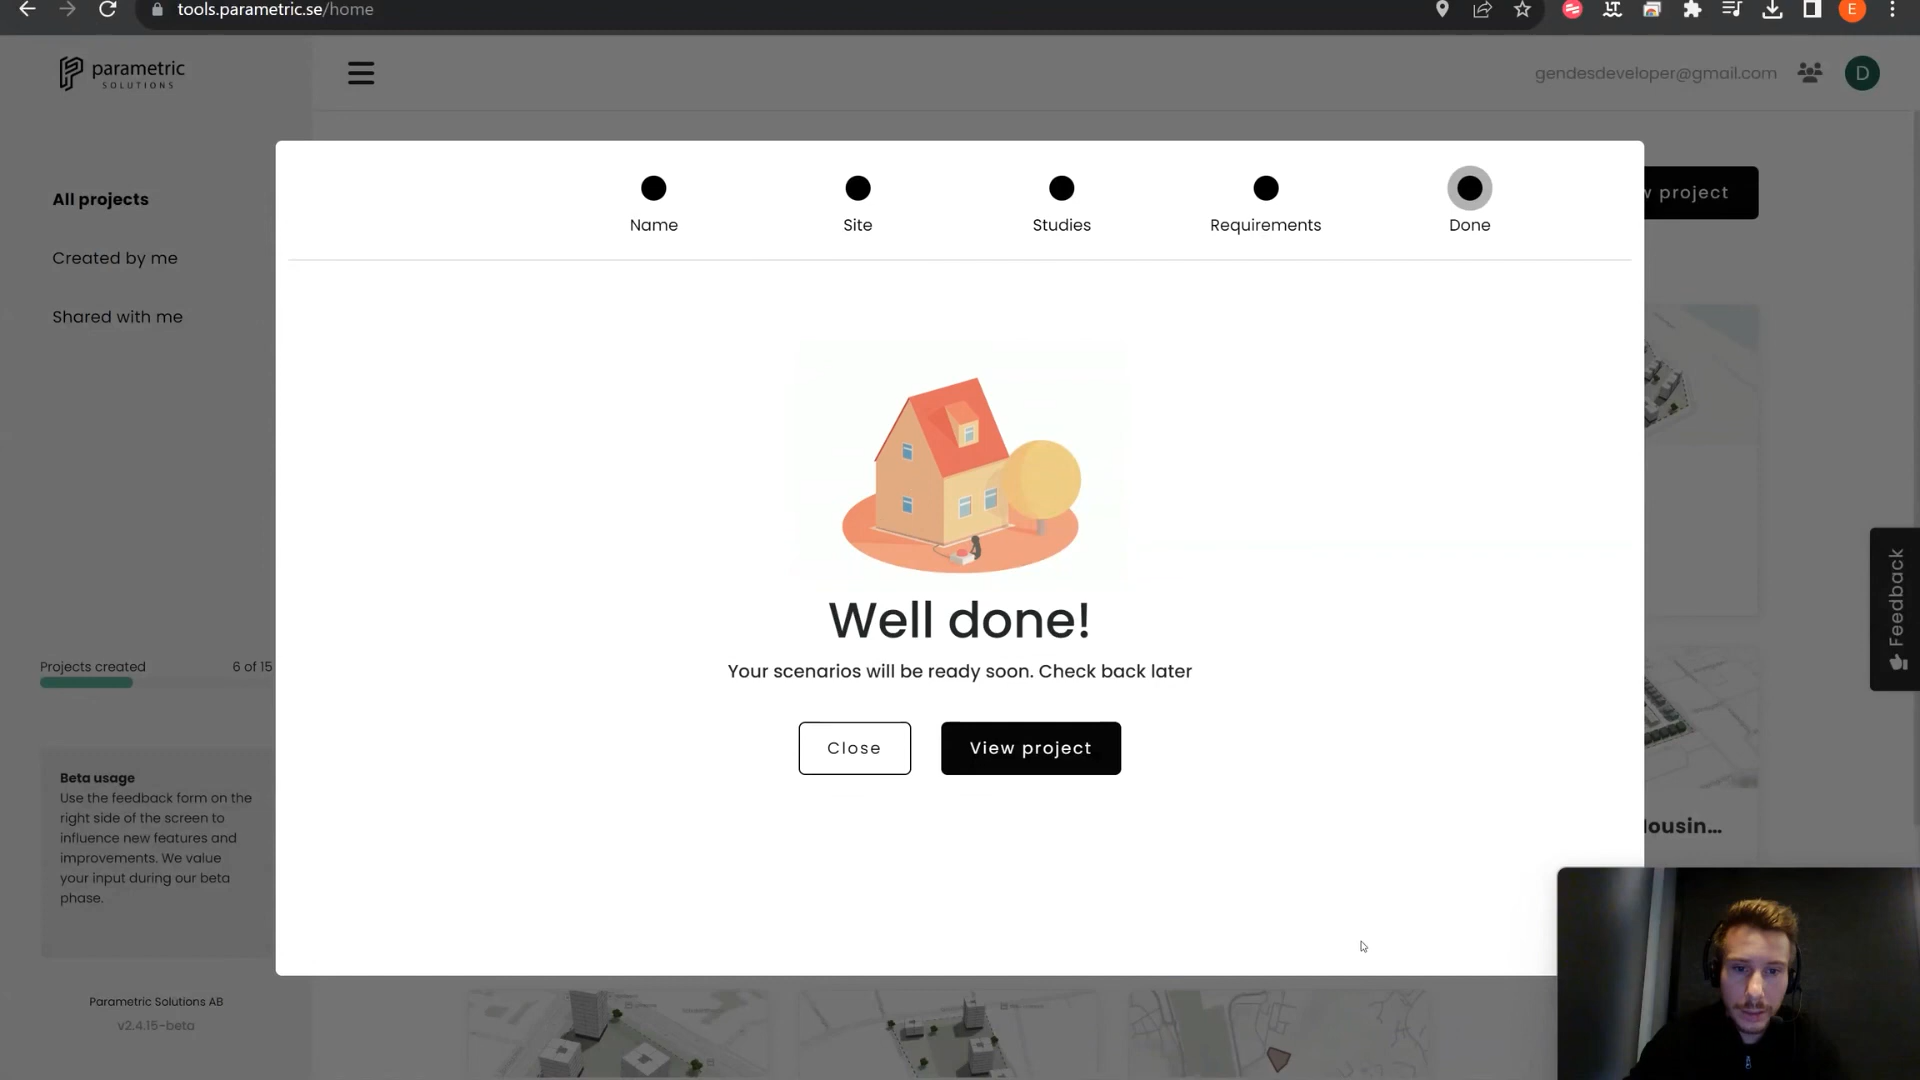 tools.parametric.se/home
E
parametric
SOLUTIONS
gendesdeveloper@gmail.com
D
All projects
Created by me
Shared with me
Name
Site
Studies
Requirements
Done
project
Well done!
Your scenarios will be ready soon. Check back later
Close
View project
Feedback
Projects created
6 of 15
Beta usage
Use the feedback form on the
right side of the screen to
influence new features and
improvements. We value
your input during our beta
phase.
Parametric Solutions AB
v2.4.15-beta